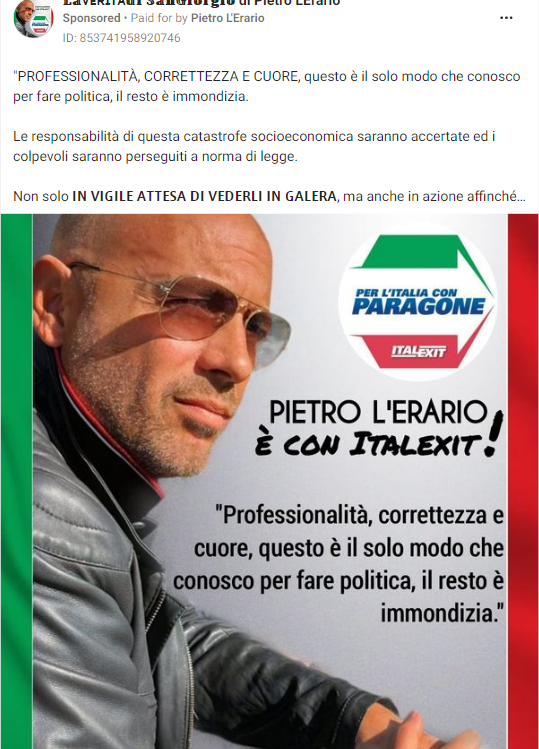 LaVERITÀdi SanGiorgio di Pietro L'Erario
Sponsored • Paid for by Pietro L'Erario
ID: 853741958920746
"PROFESSIONALITÀ, CORRETTEZZA E CUORE, questo è il solo modo che conosco
per fare politica, il resto è immondizia.
Le responsabilità di questa catastrofe socioeconomica saranno accertate ed i
colpevoli saranno perseguiti a norma di legge.
Non solo IN VIGILE ATTESA DI VEDERLI IN GALERA, ma anche in azione affinché...
PER L'ITALIA CON
PARAGONE
ITALEXIT
PIETRO L'ERARIO
È CON ITALEXIT!
"Professionalità, correttezza e
cuore, questo è il solo modo che
conosco per fare politica, il resto è
immondizia."